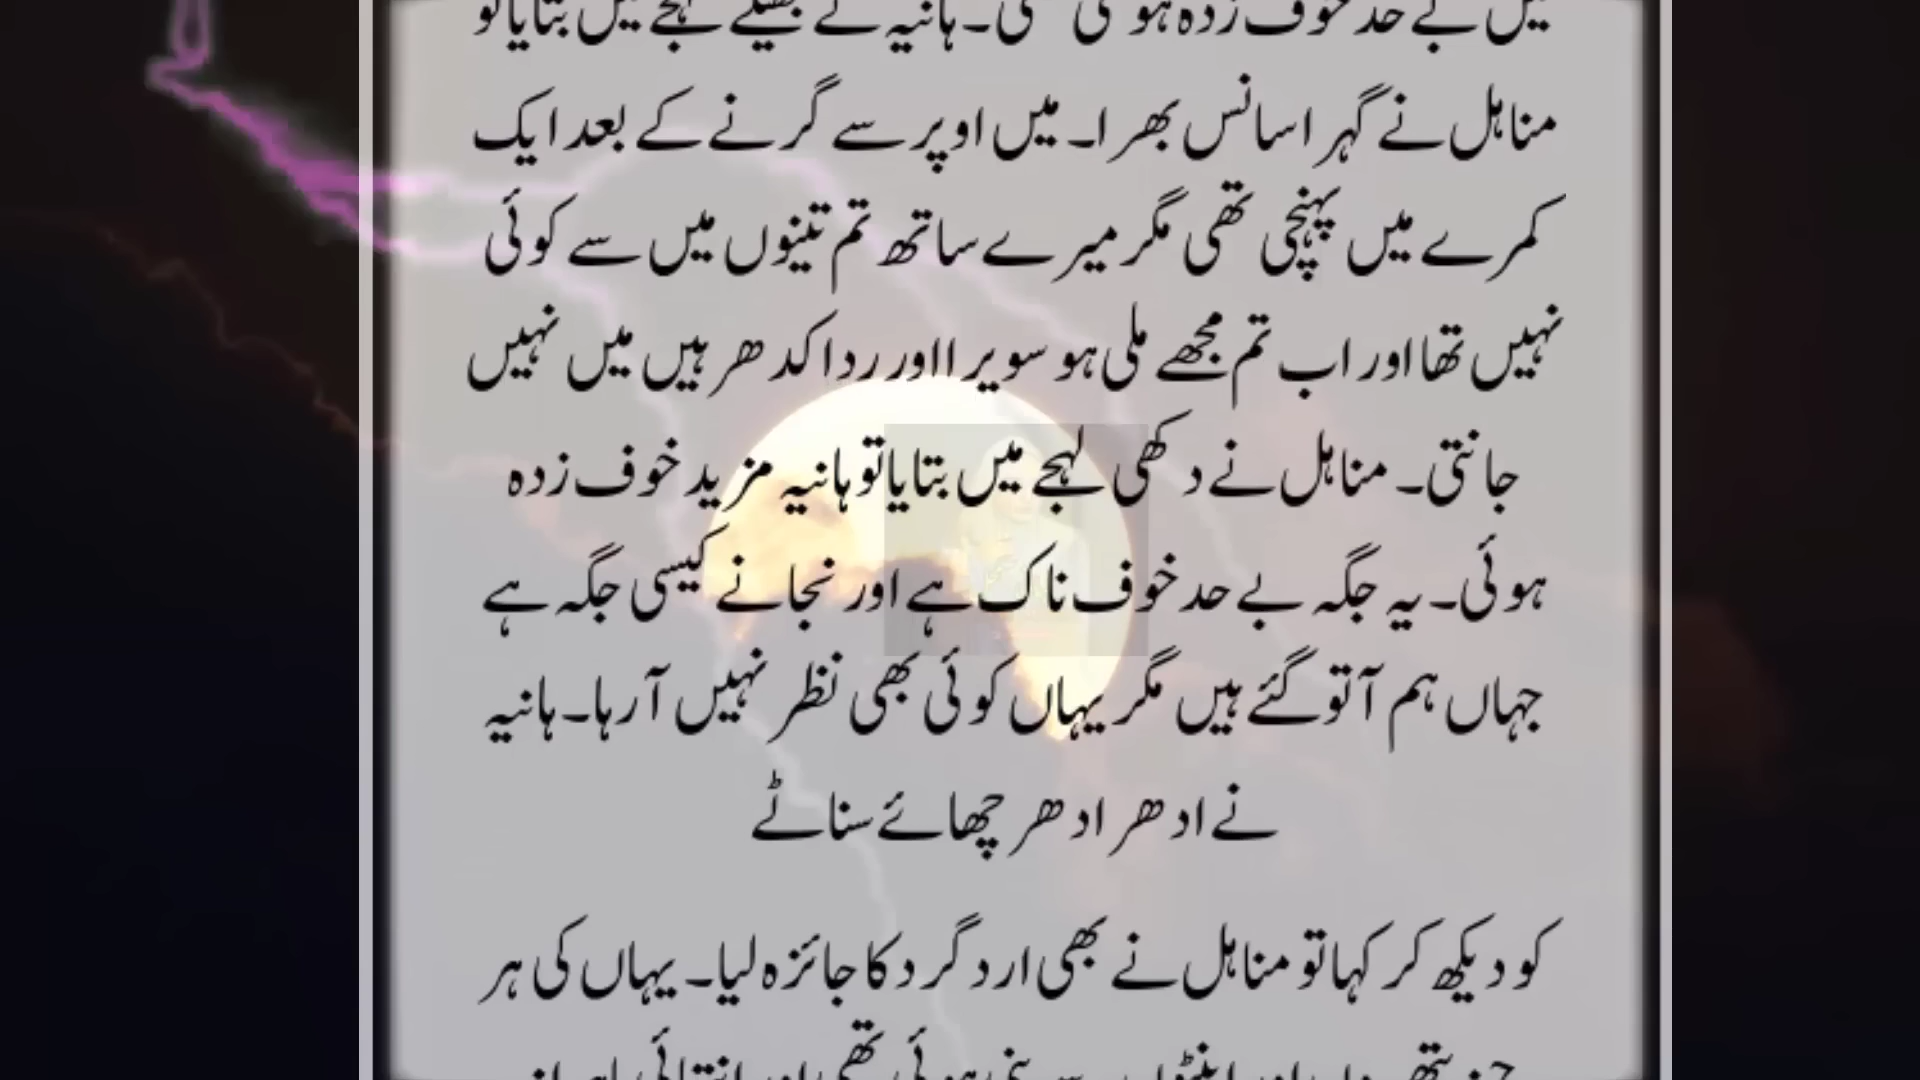 میں بے حد خوف زدہ ہو گئی تھی۔ ہانیہ نے بھیگے لہجے میں بتایا تو
مناہل نے گہرا سانس بھرا۔ میں اوپر سے گرنے کے بعد ایک
کمرے میں پہنچی تھی مگر میرے ساتھ تم تینوں میں سے کوئی
نہیں تھا اور اب تم مجھے ملی ہو سویرا اور ردا کدھر ہیں میں نہیں
جانتی۔ مناہل نے دکھی لہجے میں بتایا تو ہانیہ مزید خوف زدہ
ہوئی۔ یہ جگہ بے حد خوف ناک ہے اور نجانے کیسی جگہ ہے
جہاں ہم آ تو گئے ہیں مگر یہاں کوئی بھی نظر نہیں آ رہا۔ ہانیہ
نے ادھر ادھر چھائے سناٹے
کو دیکھ کر کہا تو مناہل نے بھی ارد گرد کا جائزہ لیا۔ یہاں کی ہر